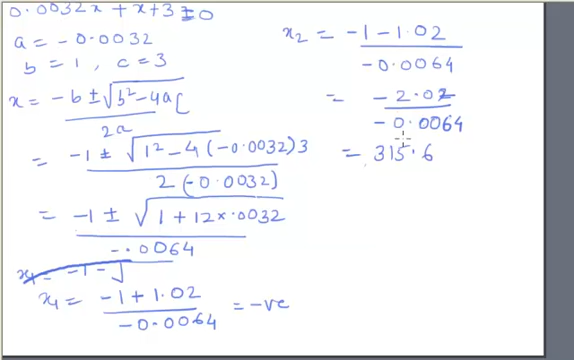 0.0032x + x + 3 = 0
a = -0.0032
b = 1, c = 3
x = -b ± √b² - 4ac
2a
= -1 ± √1² - 4(-0.0032)3
2(-0.0032)
= -1 ± √1 + 12×.0032
-.0064
x₁ = -1 - √
x₁ = -1 + 1.02 = -ve
-0.0064
x₂ = -1 - 1.02
-0.0064
= -2.02
-0.0064
= 315.6